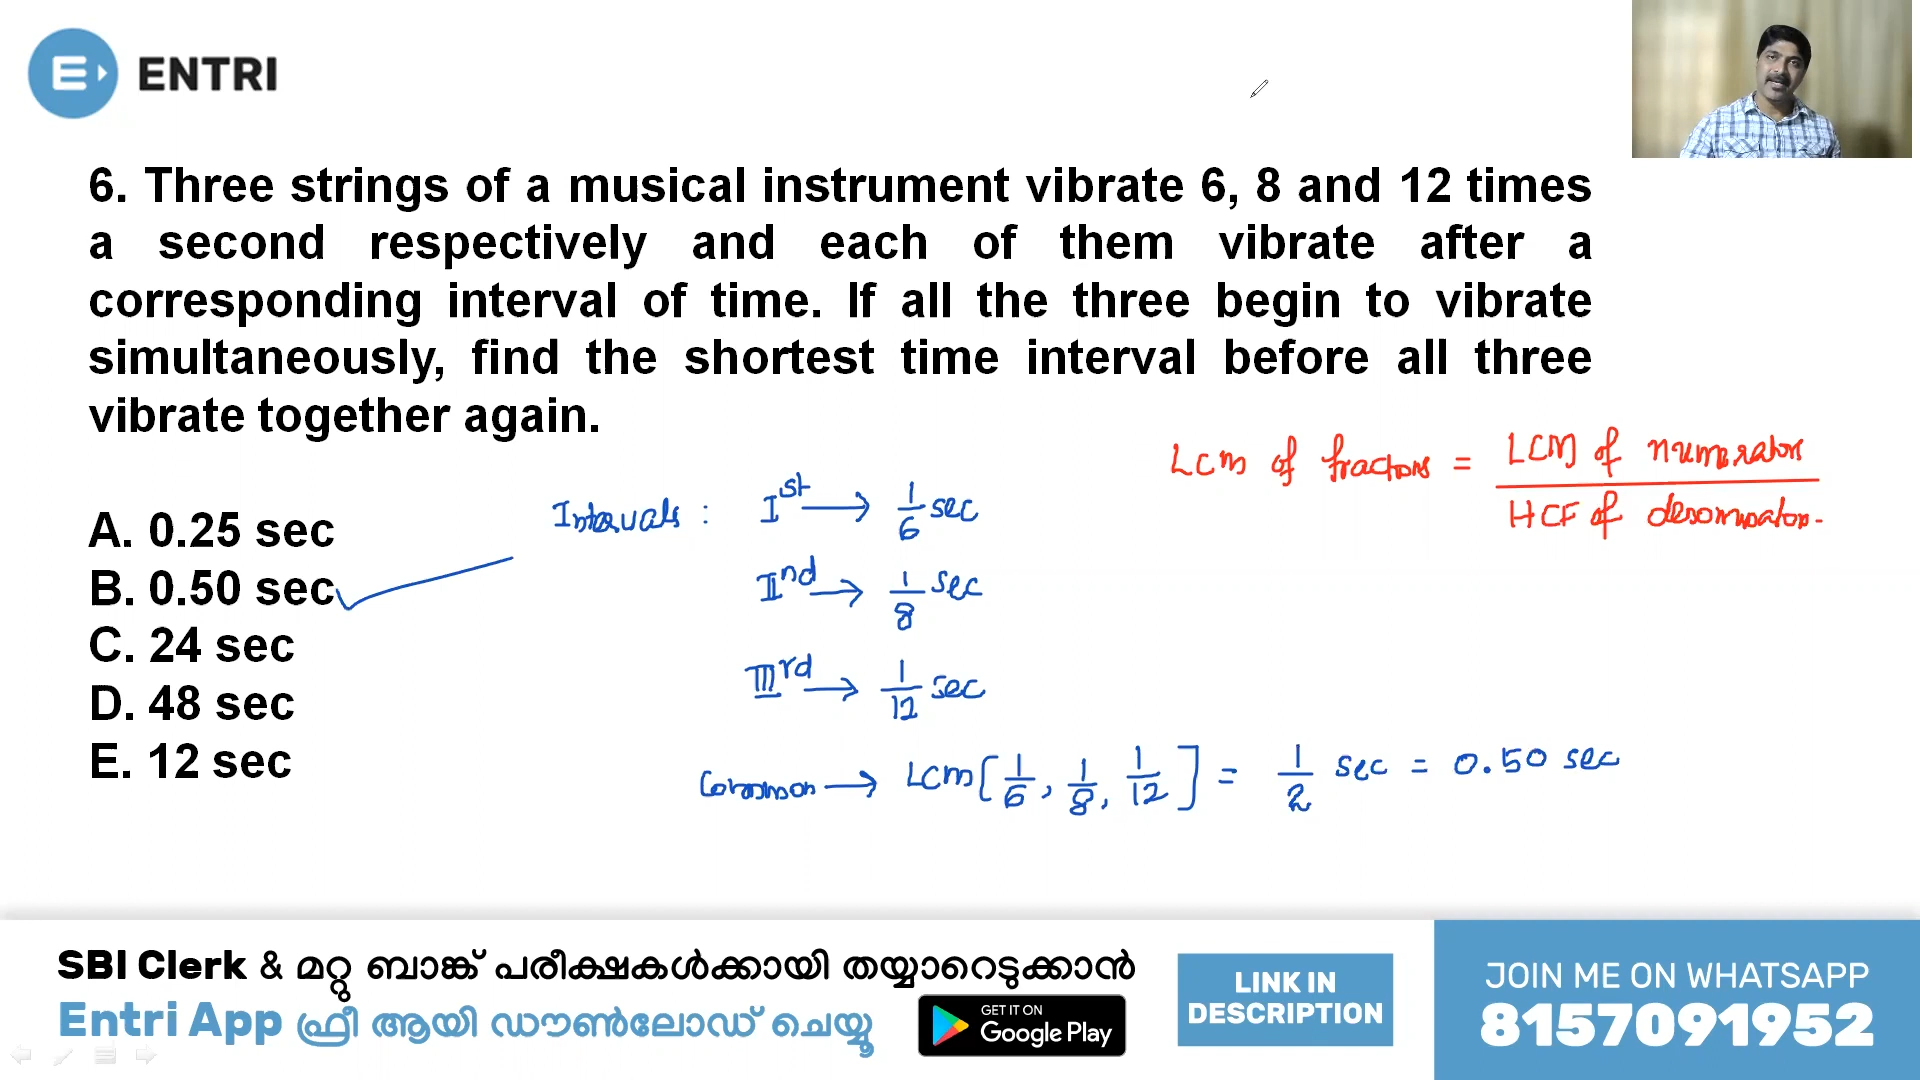 ENTRI
6. Three strings of a musical instrument vibrate 6, 8 and 12 times
a second respectively and each of them vibrate after a
corresponding interval of time. If all the three begin to vibrate
simultaneously, find the shortest time interval before all three
vibrate together again.
LCM of fractions = LCM of numerators / HCF of denominators.
A. 0.25 sec
B. 0.50 sec
C. 24 sec
D. 48 sec
E. 12 sec
Intervals : Ist → 1/6 sec
IInd → 1/8 sec
IIIrd → 1/12 sec
Common → LCM[1/6, 1/8, 1/12] = 1/2 sec = 0.50 sec
SBI Clerk & മറ്റു ബാങ്ക് പരീക്ഷകൾക്കായി തയ്യാറെടുക്കാൻ
Entri App ഫ്രീ ആയി ഡൗൺലോഡ് ചെയ്യൂ
GET IT ON
Google Play
LINK IN
DESCRIPTION
JOIN ME ON WHATSAPP
8157091952